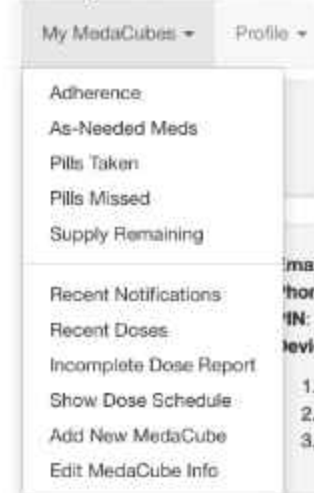 My MedaCubes Profile
Adherence
As-Needed Meds
Pills Taken
Pills Missed
Supply Remaining
Recent Notifications
Recent Doses
Incomplete Dose Report
Show Dose Schedule
Add New MedaCube
Edit MedaCube Info
1.
2.
3.